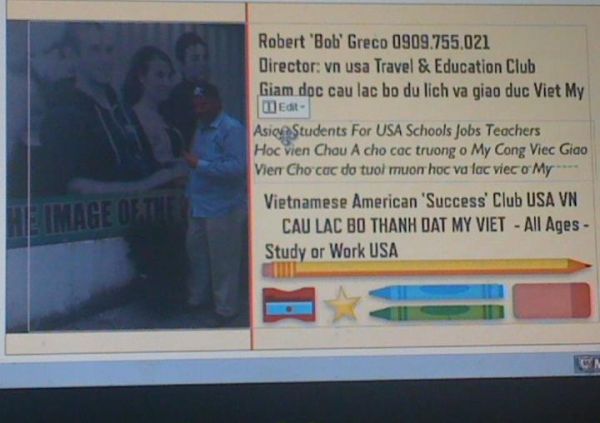 Robert 'Bob' Greco 0909.755.021
Director: vn usa Travel & Education Club
Giam doc cau lac bo du lich va giao duc Viet My
Edit
Asian Students For USA Schools Jobs Teachers
Hoc vien Chau A cho cac truong o My Cong Viec Giao
Vien Cho cac do tuoi muon hoc va lac viec o My
Vietnamese American 'Success' Club USA VN
CAU LAC BO THANH DAT MY VIET - All Ages -
Study or Work USA
HE IMAGE OF THE